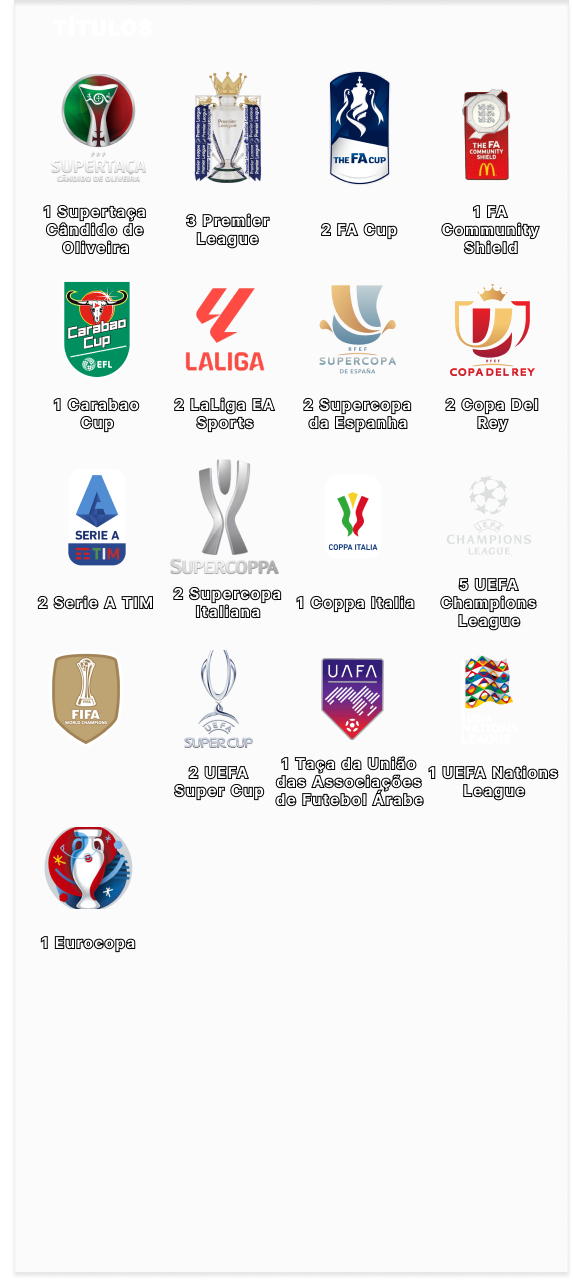 TÍTULOS
SUPERTAÇA
CÂNDIDO DE OLIVEIRA
1 Supertaça
Cândido de
Oliveira
Premier
League
3 Premier
League
THE FA CUP
2 FA Cup
THE FA
COMMUNITY
SHIELD
1 FA
Community
Shield
Carabao
Cup
EFL
1 Carabao
Cup
LALIGA
2 LaLiga EA
Sports
RFEF
SUPERCOPA
DE ESPAÑA
2 Supercopa
da Espanha
RFEF
COPA DEL REY
2 Copa Del
Rey
SERIE A
TIM
2 Serie A TIM
SUPERCOPPA
2 Supercopa
Italiana
COPPA ITALIA
1 Coppa Italia
UEFA
CHAMPIONS
LEAGUE
5 UEFA
Champions
League
FIFA
WORLD CHAMPIONS
UEFA
SUPERCUP
2 UEFA
Super Cup
UAFA
1 Taça da União
das Associações
de Futebol Árabe
NATIONS
LEAGUE
1 UEFA Nations
League
1 Eurocopa